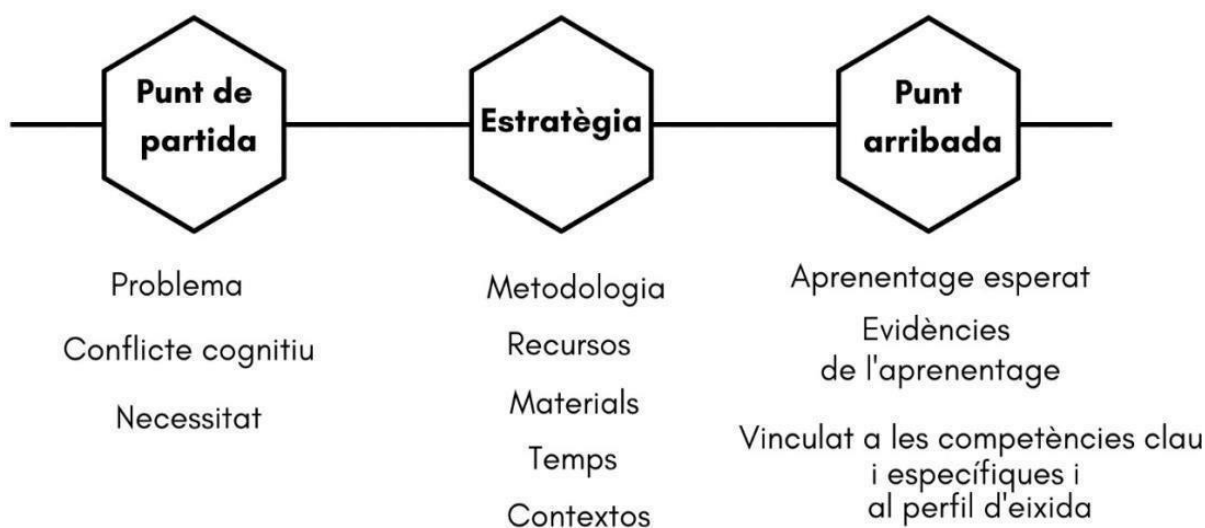 Punt de
partida
Estratègia
Punt
arribada
Problema
Conflicte cognitiu
Necessitat
Metodologia
Recursos
Materials
Temps
Contextos
Aprenentage esperat
Evidències
de l'aprenentage
Vinculat a les competències clau
i específiques i
al perfil d'eixida